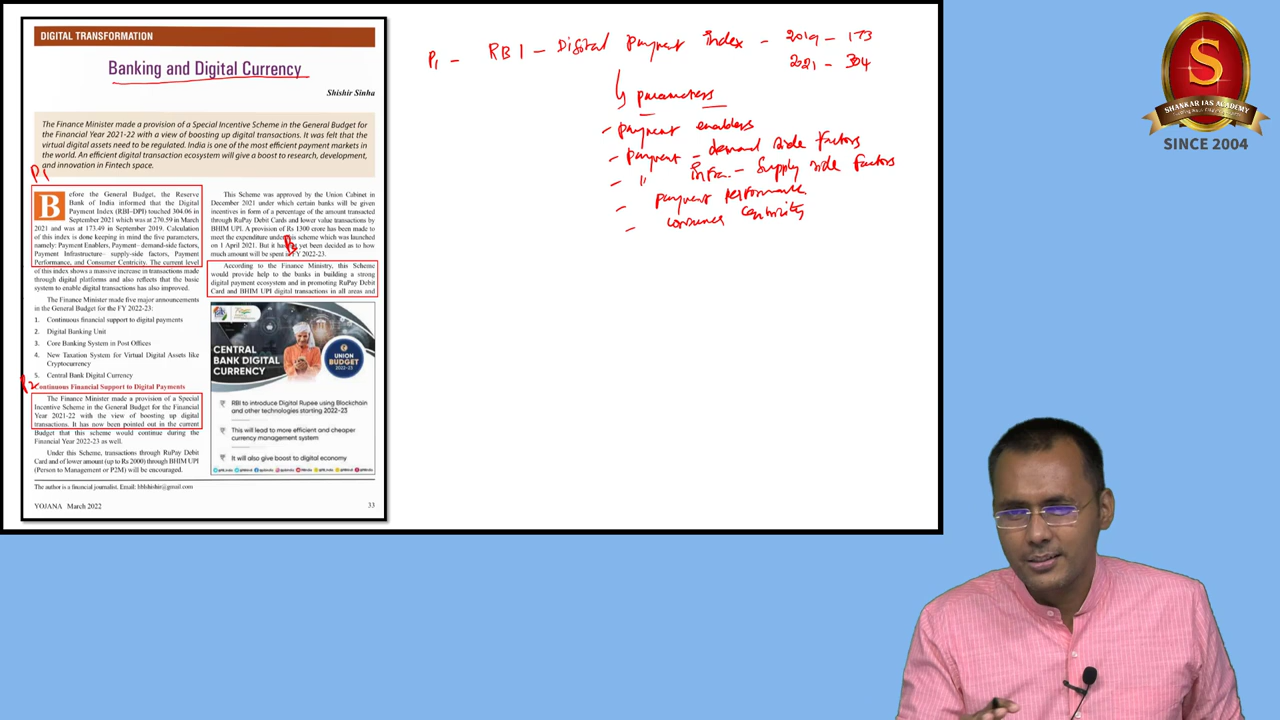 DIGITAL TRANSFORMATION
Banking and Digital Currency
Shishir Sinha
The Finance Minister made a provision of a Special Incentive Scheme in the General Budget for
the Financial Year 2021-22 with a view of boosting up digital transactions. It was felt that the
virtual digital assets need to be regulated. India is one of the most efficient payment markets in
the world. An efficient digital transaction ecosystem will give a boost to research, development,
and innovation in Fintech space.
P1
Before the General Budget, the Reserve
Bank of India informed that the Digital
Payment Index (RBI-DPI) touched 304.06 in
September 2021 which was at 270.59 in March
2021 and was at 173.49 in September 2019. Calculation
of this index is done keeping in mind the five parameters,
namely: Payment Enablers, Payment– demand-side factors,
Payment Infrastructure– supply-side factors, Payment
Performance, and Consumer Centricity. The current level
of this index shows a massive increase in transactions made
through digital platforms and also reflects that the basic
system to enable digital transactions has also improved.
The Finance Minister made five major announcements
in the General Budget for the FY 2022-23:
1. Continuous financial support to digital payments
2. Digital Banking Unit
3. Core Banking System in Post Offices
4. New Taxation System for Virtual Digital Assets like
Cryptocurrency
5. Central Bank Digital Currency
P2
Continuous Financial Support to Digital Payments
The Finance Minister made a provision of a Special
Incentive Scheme in the General Budget for the Financial
Year 2021-22 with the view of boosting up digital
transactions. It has now been pointed out in the current
Budget that this scheme would continue during the
Financial Year 2022-23 as well.
Under this Scheme, transactions through RuPay Debit
Card and of lower amount (up to Rs 2000) through BHIM UPI
(Person to Management or P2M) will be encouraged.
This Scheme was approved by the Union Cabinet in
December 2021 under which certain banks will be given
incentives in form of a percentage of the amount transacted
through RuPay Debit Cards and lower value transactions by
BHIM UPI. A provision of Rs 1300 crore has been made to
meet the expenditure under this scheme which was launched
on 1 April 2021. But it has yet been decided as to how
much amount will be spent in FY 2022-23.
According to the Finance Ministry, this Scheme
would provide help to the banks in building a strong
digital payment ecosystem and in promoting RuPay Debit
Card and BHIM UPI digital transactions in all areas and
CENTRAL
BANK DIGITAL
CURRENCY
UNION
BUDGET
2022-23
₹ RBI to introduce Digital Rupee using Blockchain
and other technologies starting 2022-23
₹ This will lead to more efficient and cheaper
currency management system
₹ It will also give boost to digital economy
The author is a financial journalist. Email: hblshishir@gmail.com
YOJANA March 2022
33
P1 – RBI – Digital payment index – 2019 – 173
2021 – 304
parameters
– payment enablers
– payment – demand side factors
– " infra. – supply side factors
– payment performance
– consumer centricity
S
SHANKAR IAS ACADEMY
SINCE 2004